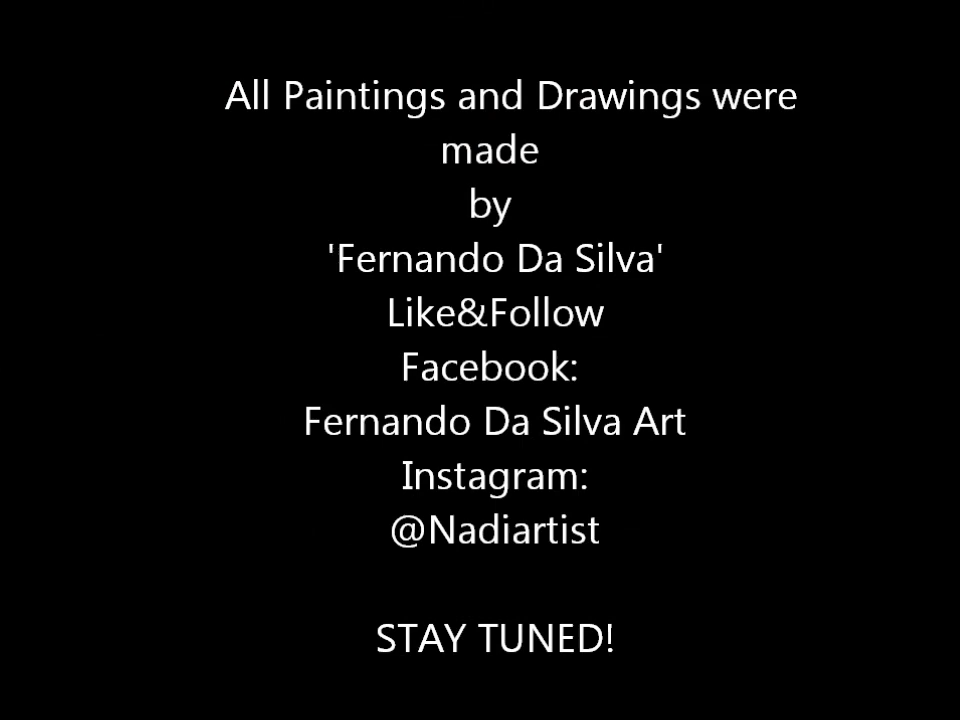 All Paintings and Drawings were
made
by
'Fernando Da Silva'
Like&Follow
Facebook:
Fernando Da Silva Art
Instagram:
@Nadiartist
STAY TUNED!